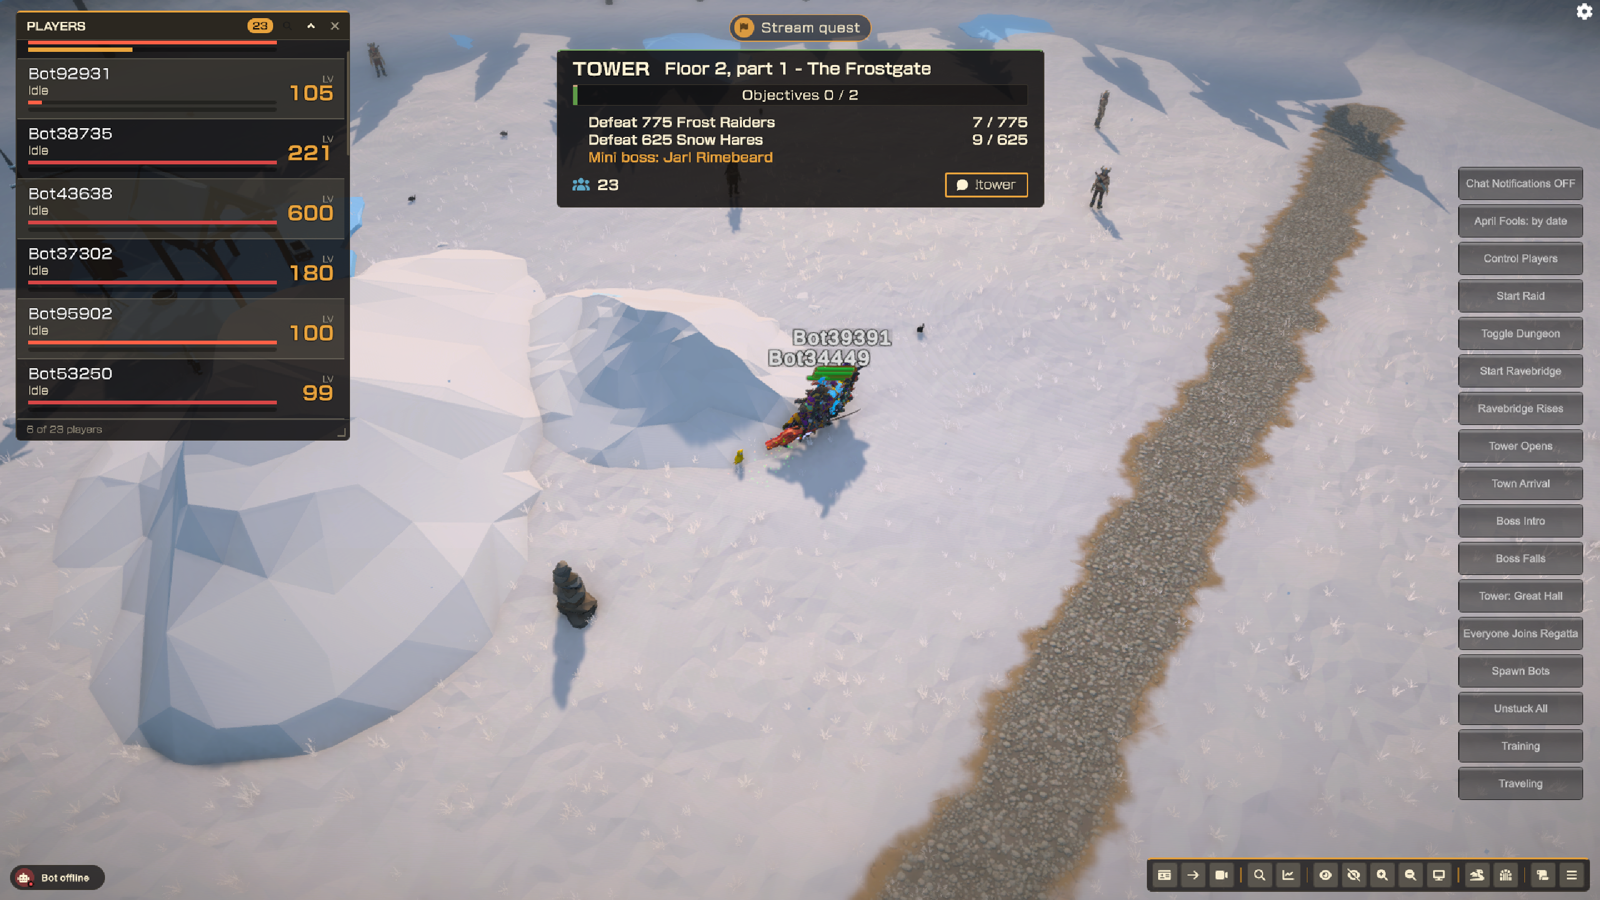 PLAYERS
23
Bot92931
Idle
LV
105
Bot38735
Idle
LV
221
Bot43638
Idle
LV
600
Bot37302
Idle
LV
180
Bot95902
Idle
LV
100
Bot53250
Idle
LV
99
6 of 23 players
Stream quest
TOWER Floor 2, part 1 - The Frostgate
Objectives 0 / 2
Defeat 775 Frost Raiders 7 / 775
Defeat 625 Snow Hares 9 / 625
Mini boss: Jarl Rimebeard
23
!tower
Bot39391
Bot34449
Chat Notifications OFF
April Fools: by date
Control Players
Start Raid
Toggle Dungeon
Start Ravebridge
Ravebridge Rises
Tower Opens
Town Arrival
Boss Intro
Boss Falls
Tower: Great Hall
Everyone Joins Regatta
Spawn Bots
Unstuck All
Training
Traveling
Bot offline